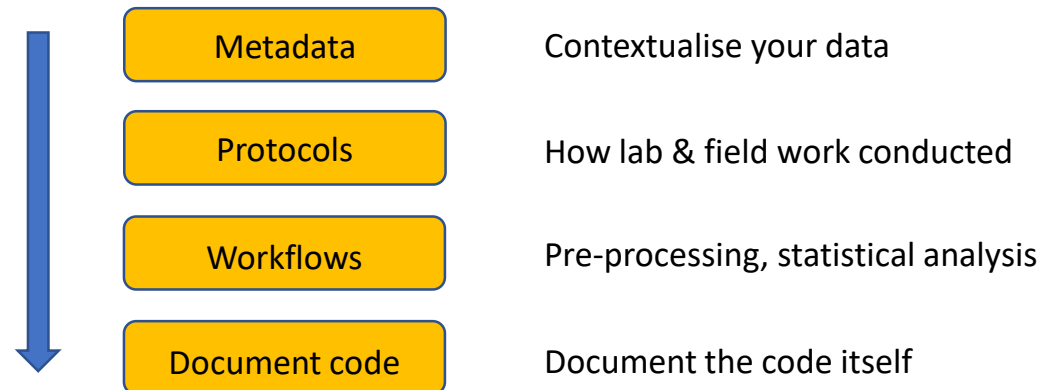 Metadata
Contextualise your data
Protocols
How lab & field work conducted
Workflows
Pre-processing, statistical analysis
Document code
Document the code itself